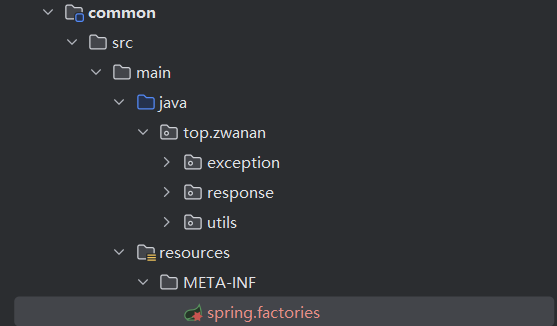 common
src
main
java
top.zwanan
exception
response
utils
resources
META-INF
spring.factories